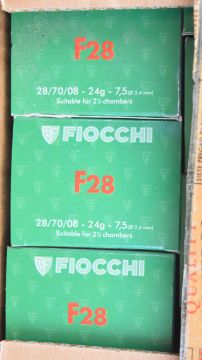 F28
28/70/08 - 24g - 7,5 (Ø 2,4 mm)
Suitable for 2¾ chambers
FIOCCHI
F28
28/70/08 - 24g - 7,5 (Ø 2,4 mm)
Suitable for 2¾ chambers
FIOCCHI
F28